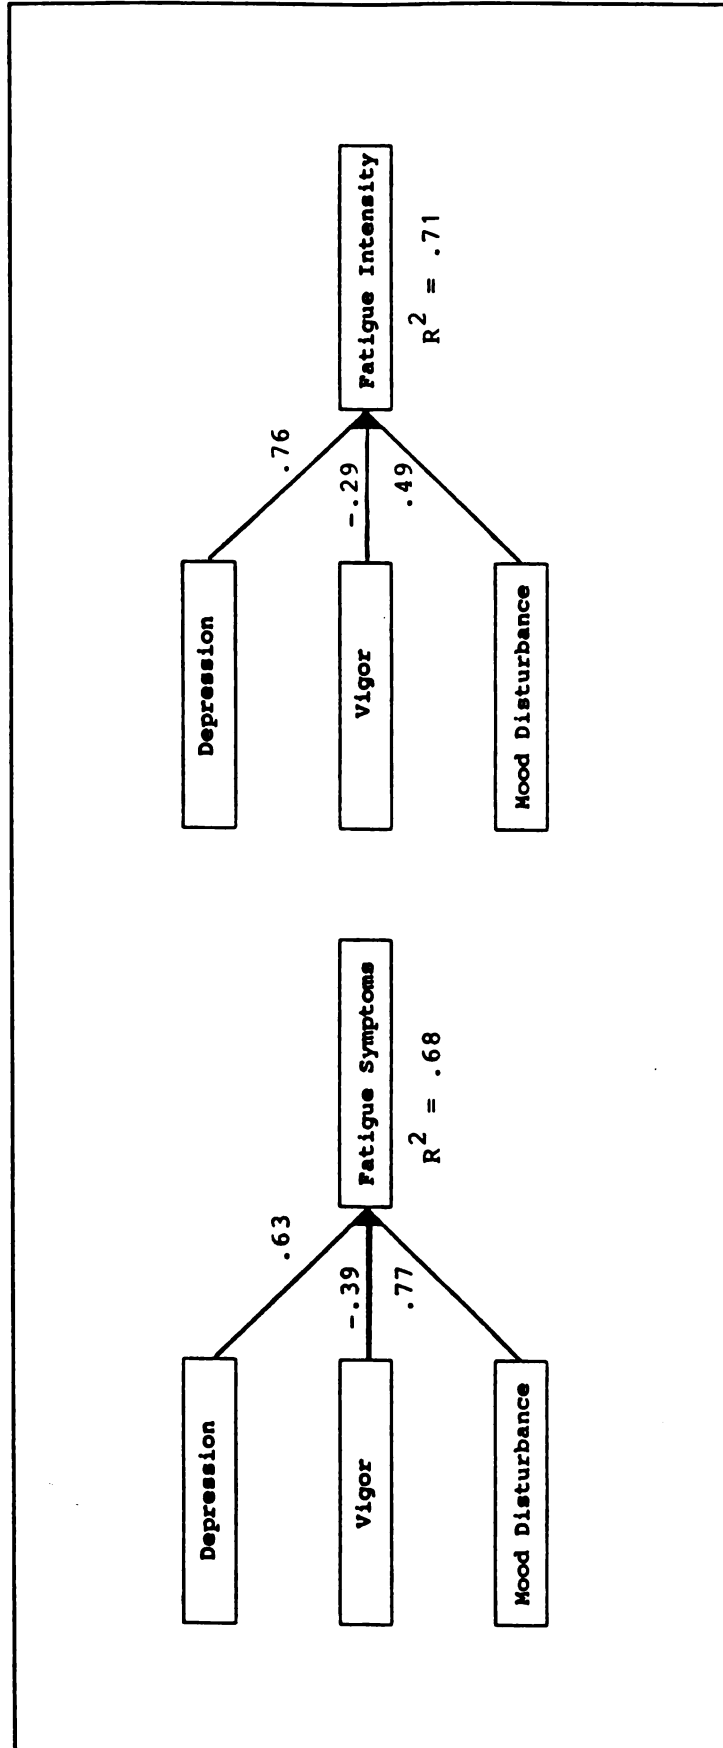 Depression
.63
Vigor
-.39
Fatigue Symptoms
.77
R² = .68
Mood Disturbance
Depression
.76
Vigor
-.29
Fatigue Intensity
.49
R² = .71
Mood Disturbance